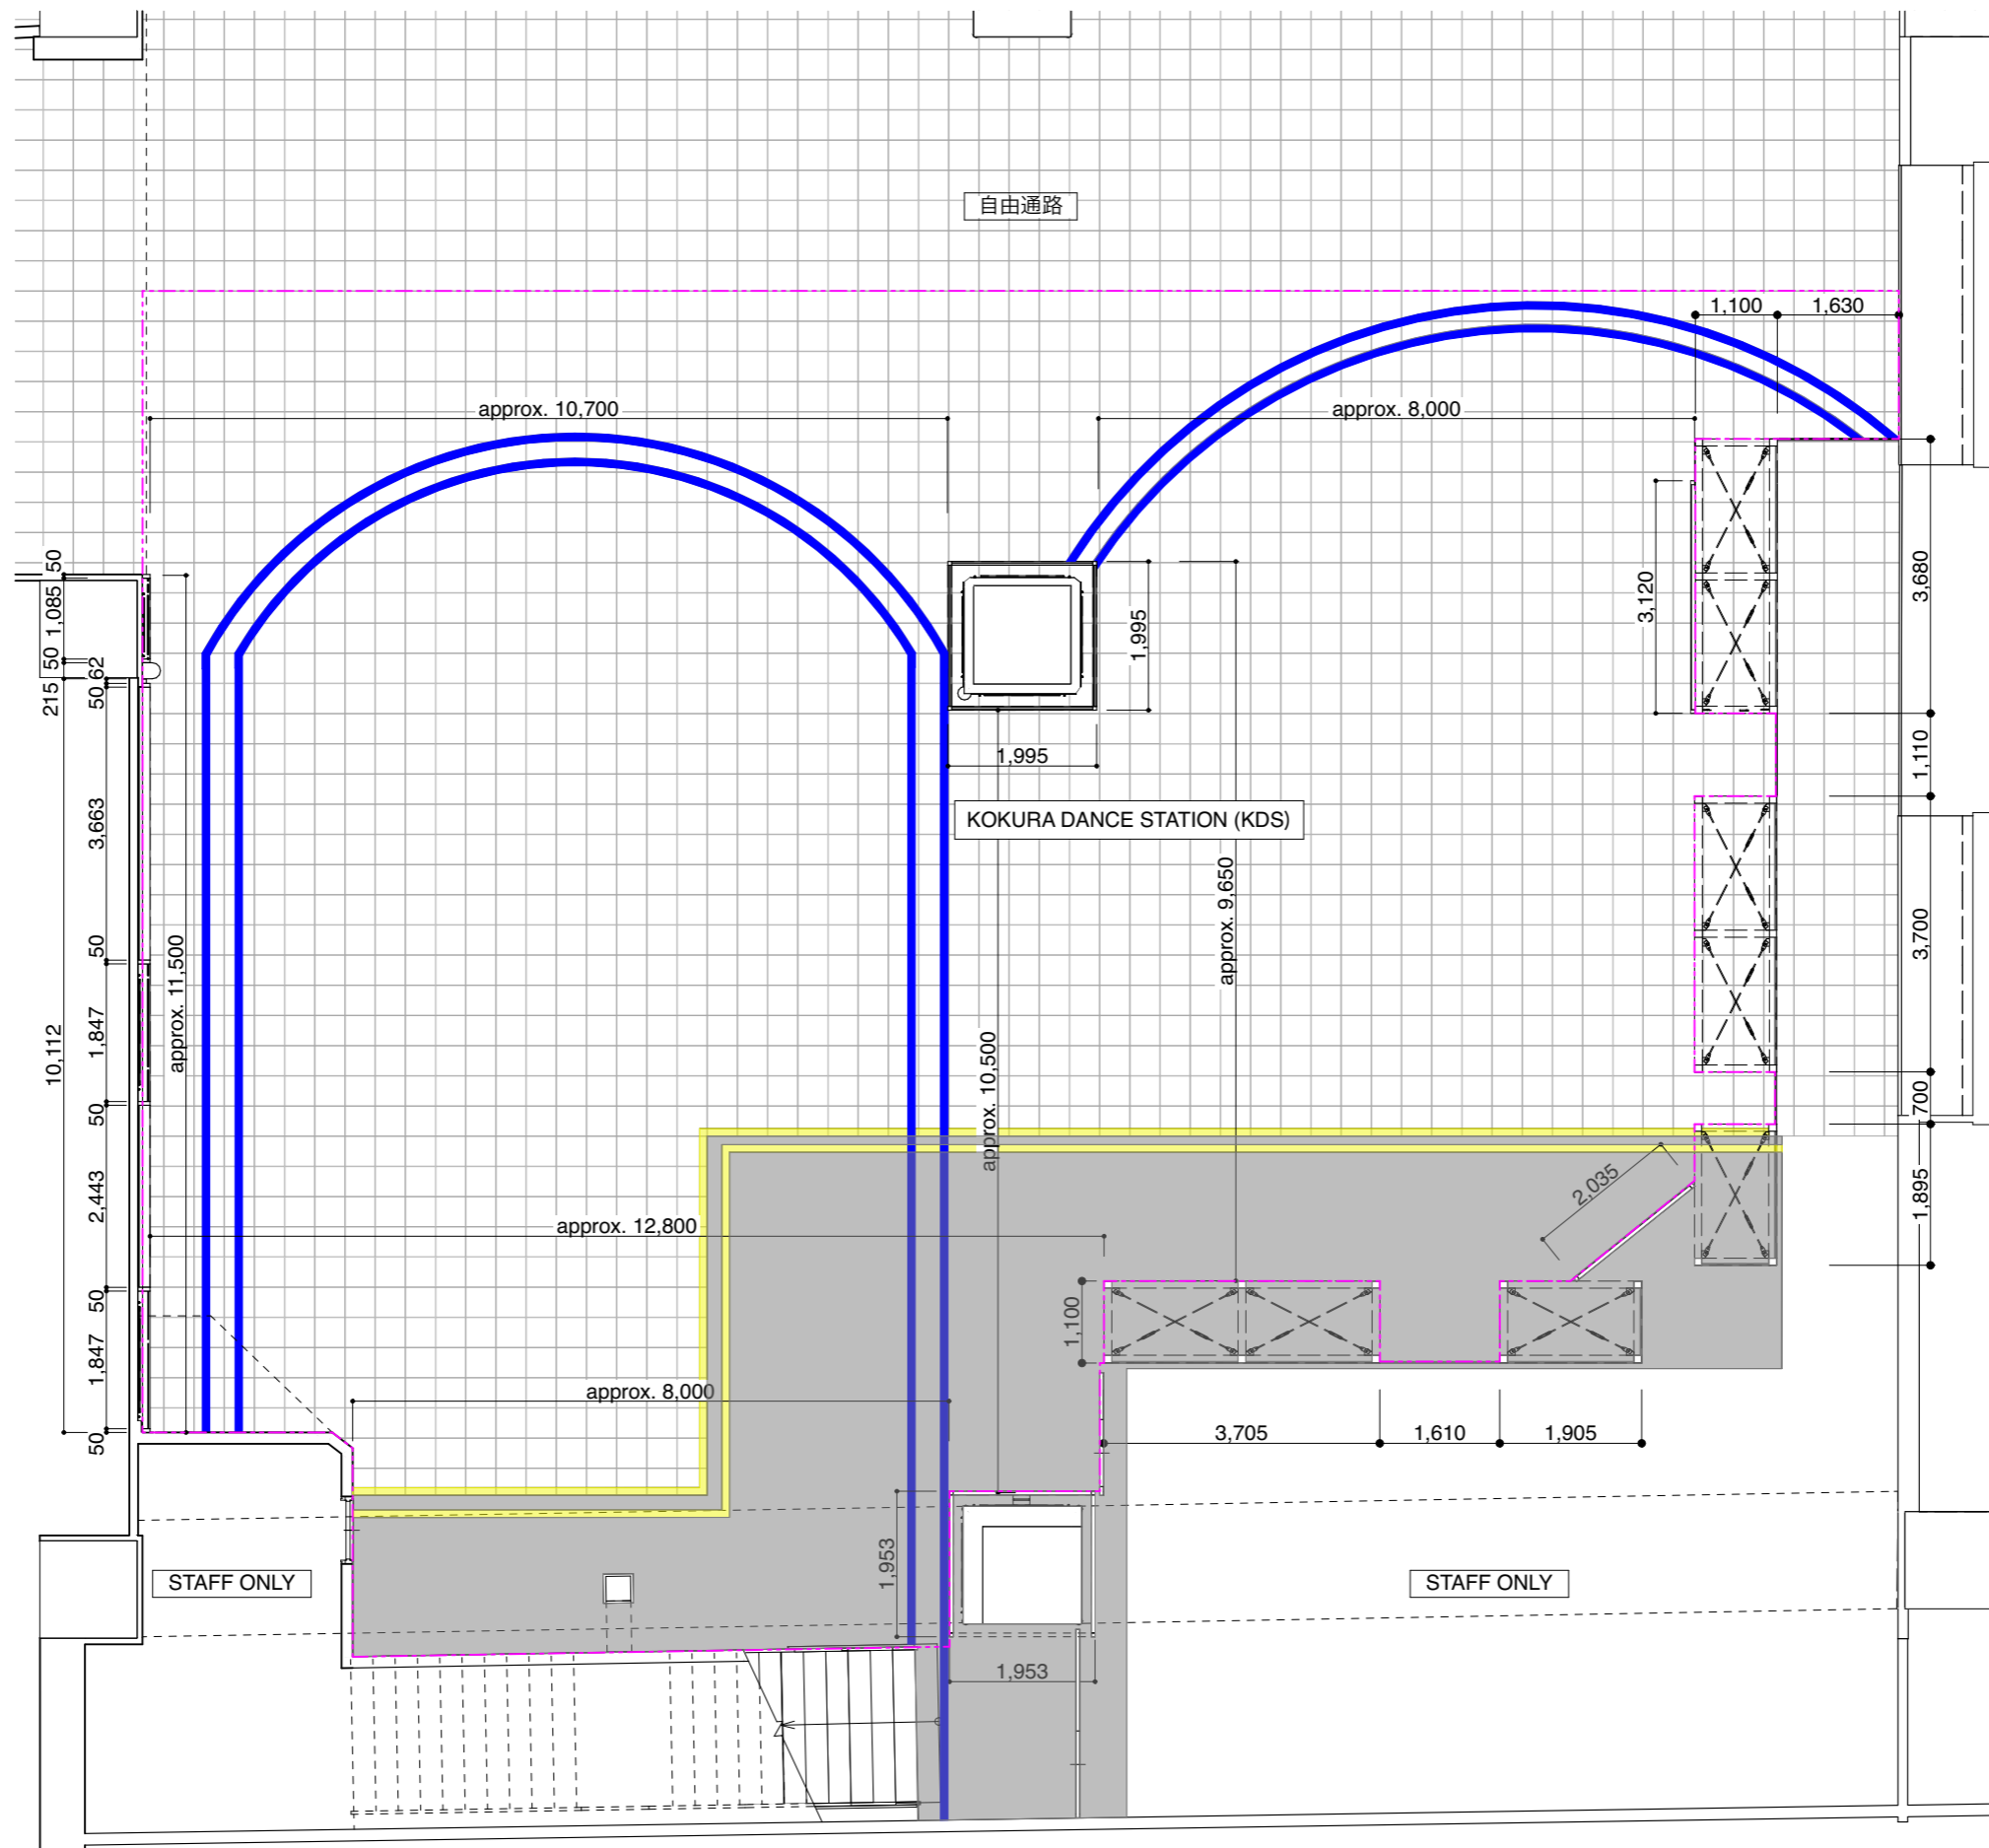 自由通路
1,100
1,630
approx. 10,700
approx. 8,000
50
1,085
50
62
215
50
3,663
50
1,847
50
2,443
50
1,847
50
10,112
approx. 11,500
1,995
1,995
3,120
3,680
1,110
3,700
700
1,895
KOKURA DANCE STATION (KDS)
approx. 9,650
approx. 10,500
2,035
approx. 12,800
1,100
approx. 8,000
3,705
1,610
1,905
1,953
1,953
STAFF ONLY
STAFF ONLY